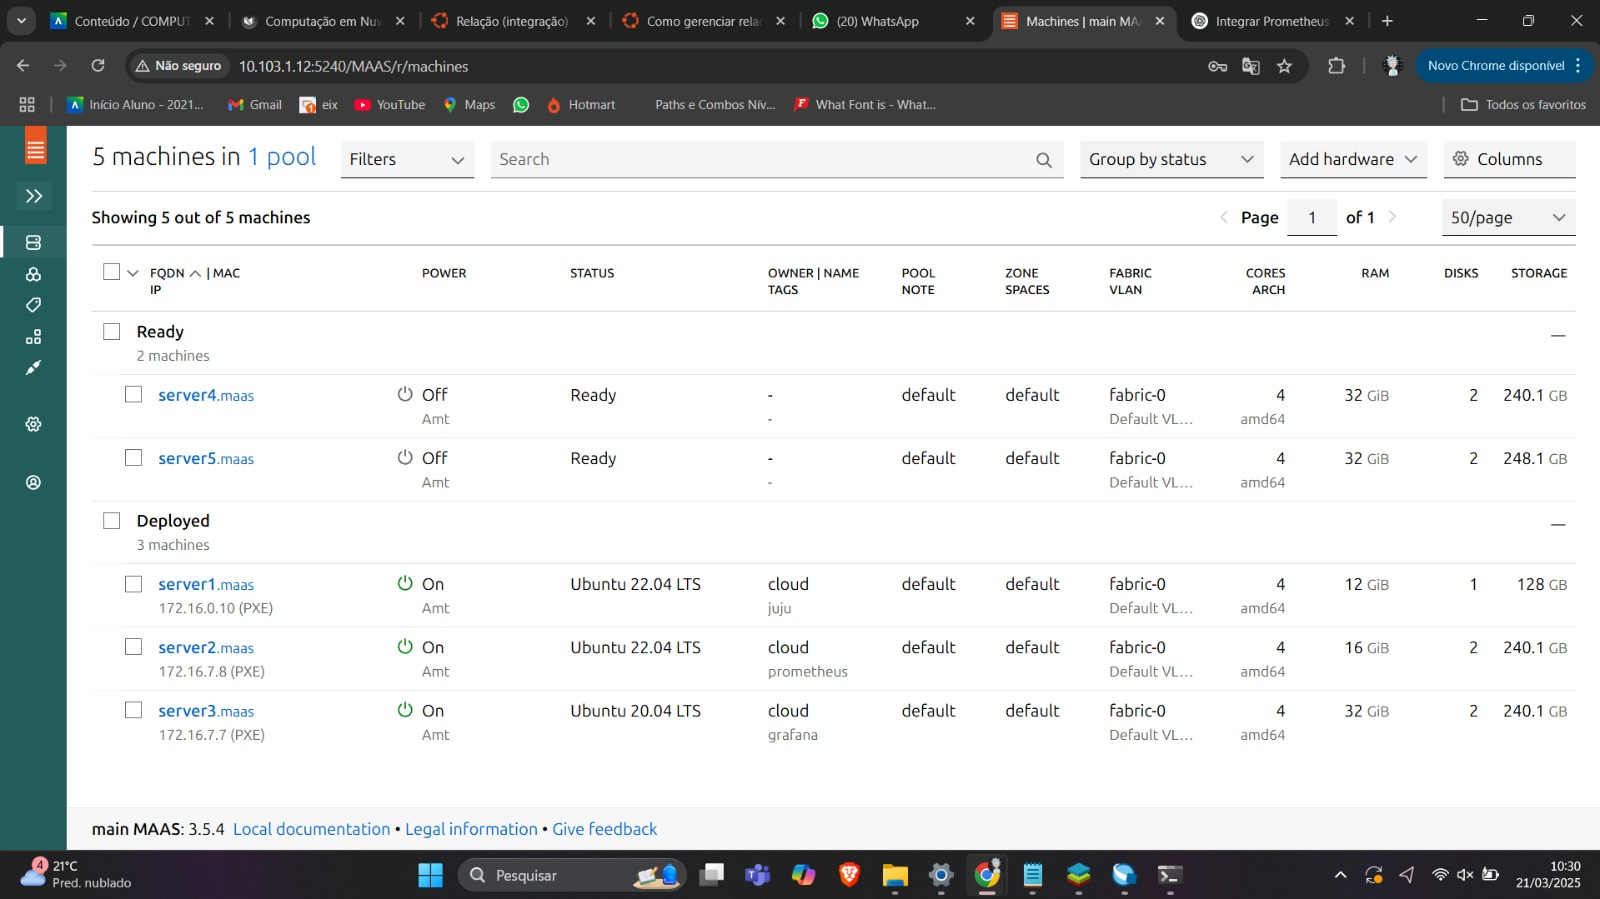 Conteúdo / COMPUT
Computação em Nuv
Relação (integração)
Como gerenciar rela
(20) WhatsApp
Machines | main MA
Integrar Prometheus
Não seguro
10.103.1.12:5240/MAAS/r/machines
Novo Chrome disponível
Início Aluno - 2021...
Gmail
eix
YouTube
Maps
Hotmart
Paths e Combos Nív...
What Font is - What...
Todos os favoritos
5 machines in 1 pool
Filters
Search
Group by status
Add hardware
Columns
Showing 5 out of 5 machines
Page 1 of 1
50/page
FQDN | MAC
IP
POWER
STATUS
OWNER | NAME
TAGS
POOL
NOTE
ZONE
SPACES
FABRIC
VLAN
CORES
ARCH
RAM
DISKS
STORAGE
Ready
2 machines
server4.maas Off Ready - default default fabric-0 4 32 GiB 2 240.1 GB
Amt - Default VL... amd64
server5.maas Off Ready - default default fabric-0 4 32 GiB 2 248.1 GB
Amt - Default VL... amd64
Deployed
3 machines
server1.maas On Ubuntu 22.04 LTS cloud default default fabric-0 4 12 GiB 1 128 GB
172.16.0.10 (PXE) Amt juju Default VL... amd64
server2.maas On Ubuntu 22.04 LTS cloud default default fabric-0 4 16 GiB 2 240.1 GB
172.16.7.8 (PXE) Amt prometheus Default VL... amd64
server3.maas On Ubuntu 20.04 LTS cloud default default fabric-0 4 32 GiB 2 240.1 GB
172.16.7.7 (PXE) Amt grafana Default VL... amd64
main MAAS: 3.5.4 Local documentation • Legal information • Give feedback
4
21°C
Pred. nublado
Pesquisar
10:30
21/03/2025